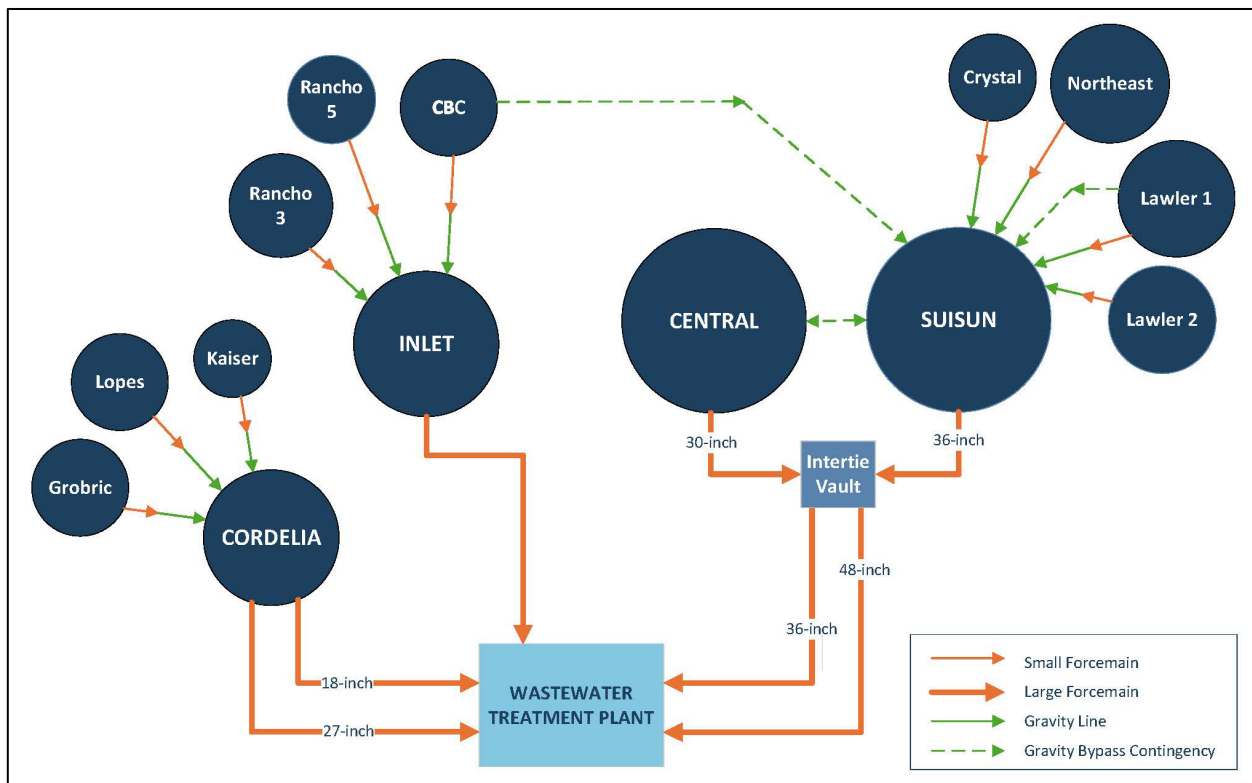 Rancho
5
CBC
Crystal
Northeast
Rancho
3
Lawler 1
CENTRAL
SUISUN
Lawler 2
INLET
Kaiser
Lopes
30-inch
36-inch
Intertie
Vault
Grobric
CORDELIA
48-inch
36-inch
18-inch
27-inch
WASTEWATER
TREATMENT PLANT
Small Forcemain
Large Forcemain
Gravity Line
Gravity Bypass Contingency